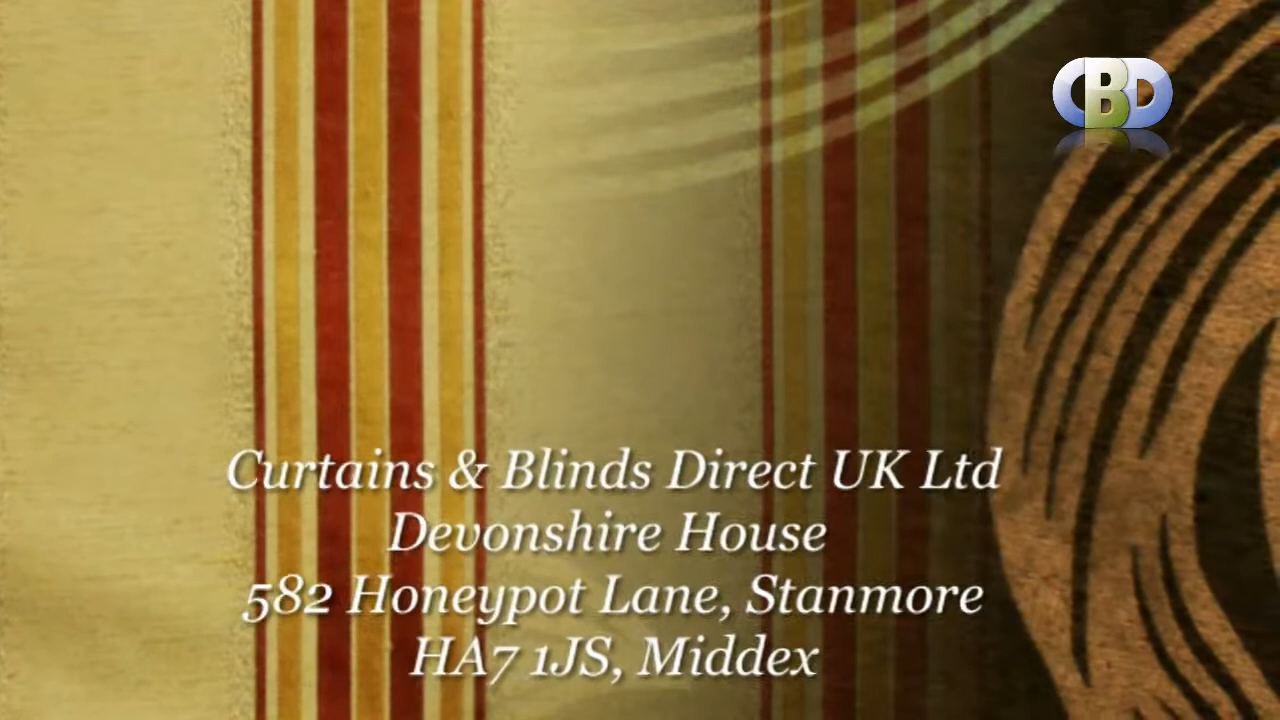 CBD
Curtains & Blinds Direct UK Ltd
Devonshire House
582 Honeypot Lane, Stanmore
HA7 1JS, Middex